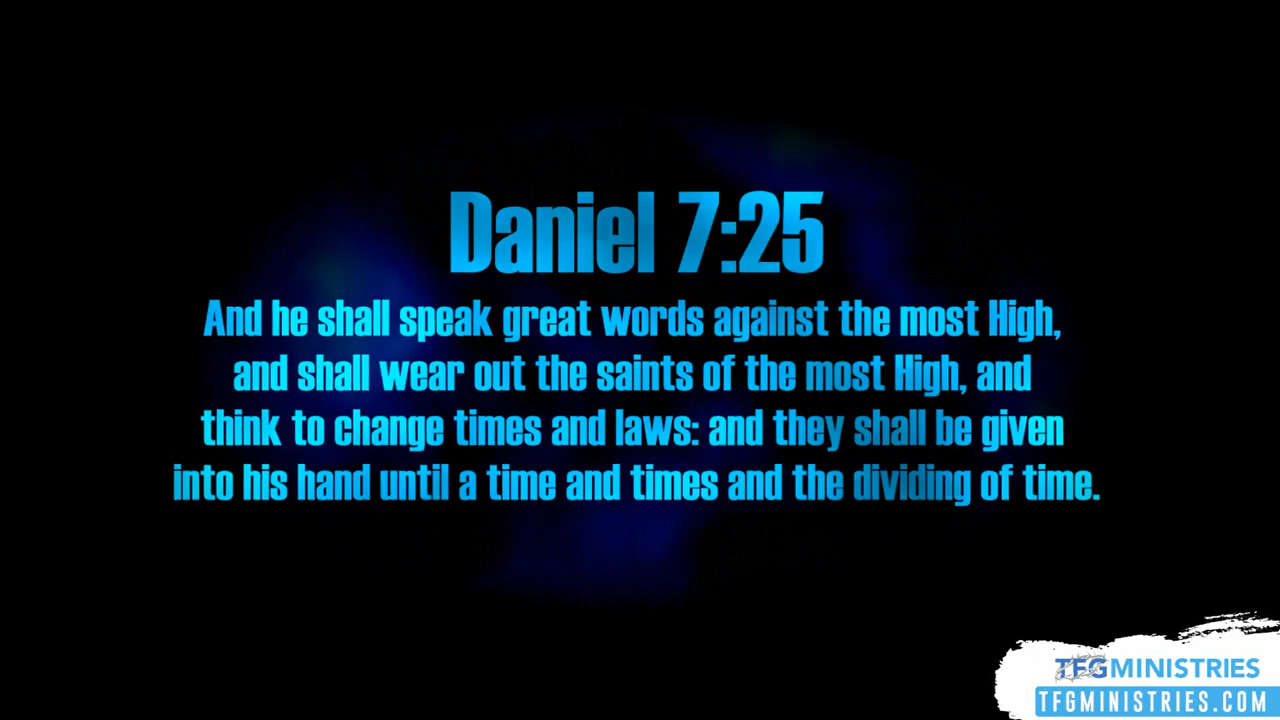 Daniel 7:25
And he shall speak great words against the most High,
and shall wear out the saints of the most High, and
think to change times and laws: and they shall be given
into his hand until a time and times and the dividing of time.
TFGMINISTRIES
TFGMINISTRIES.COM